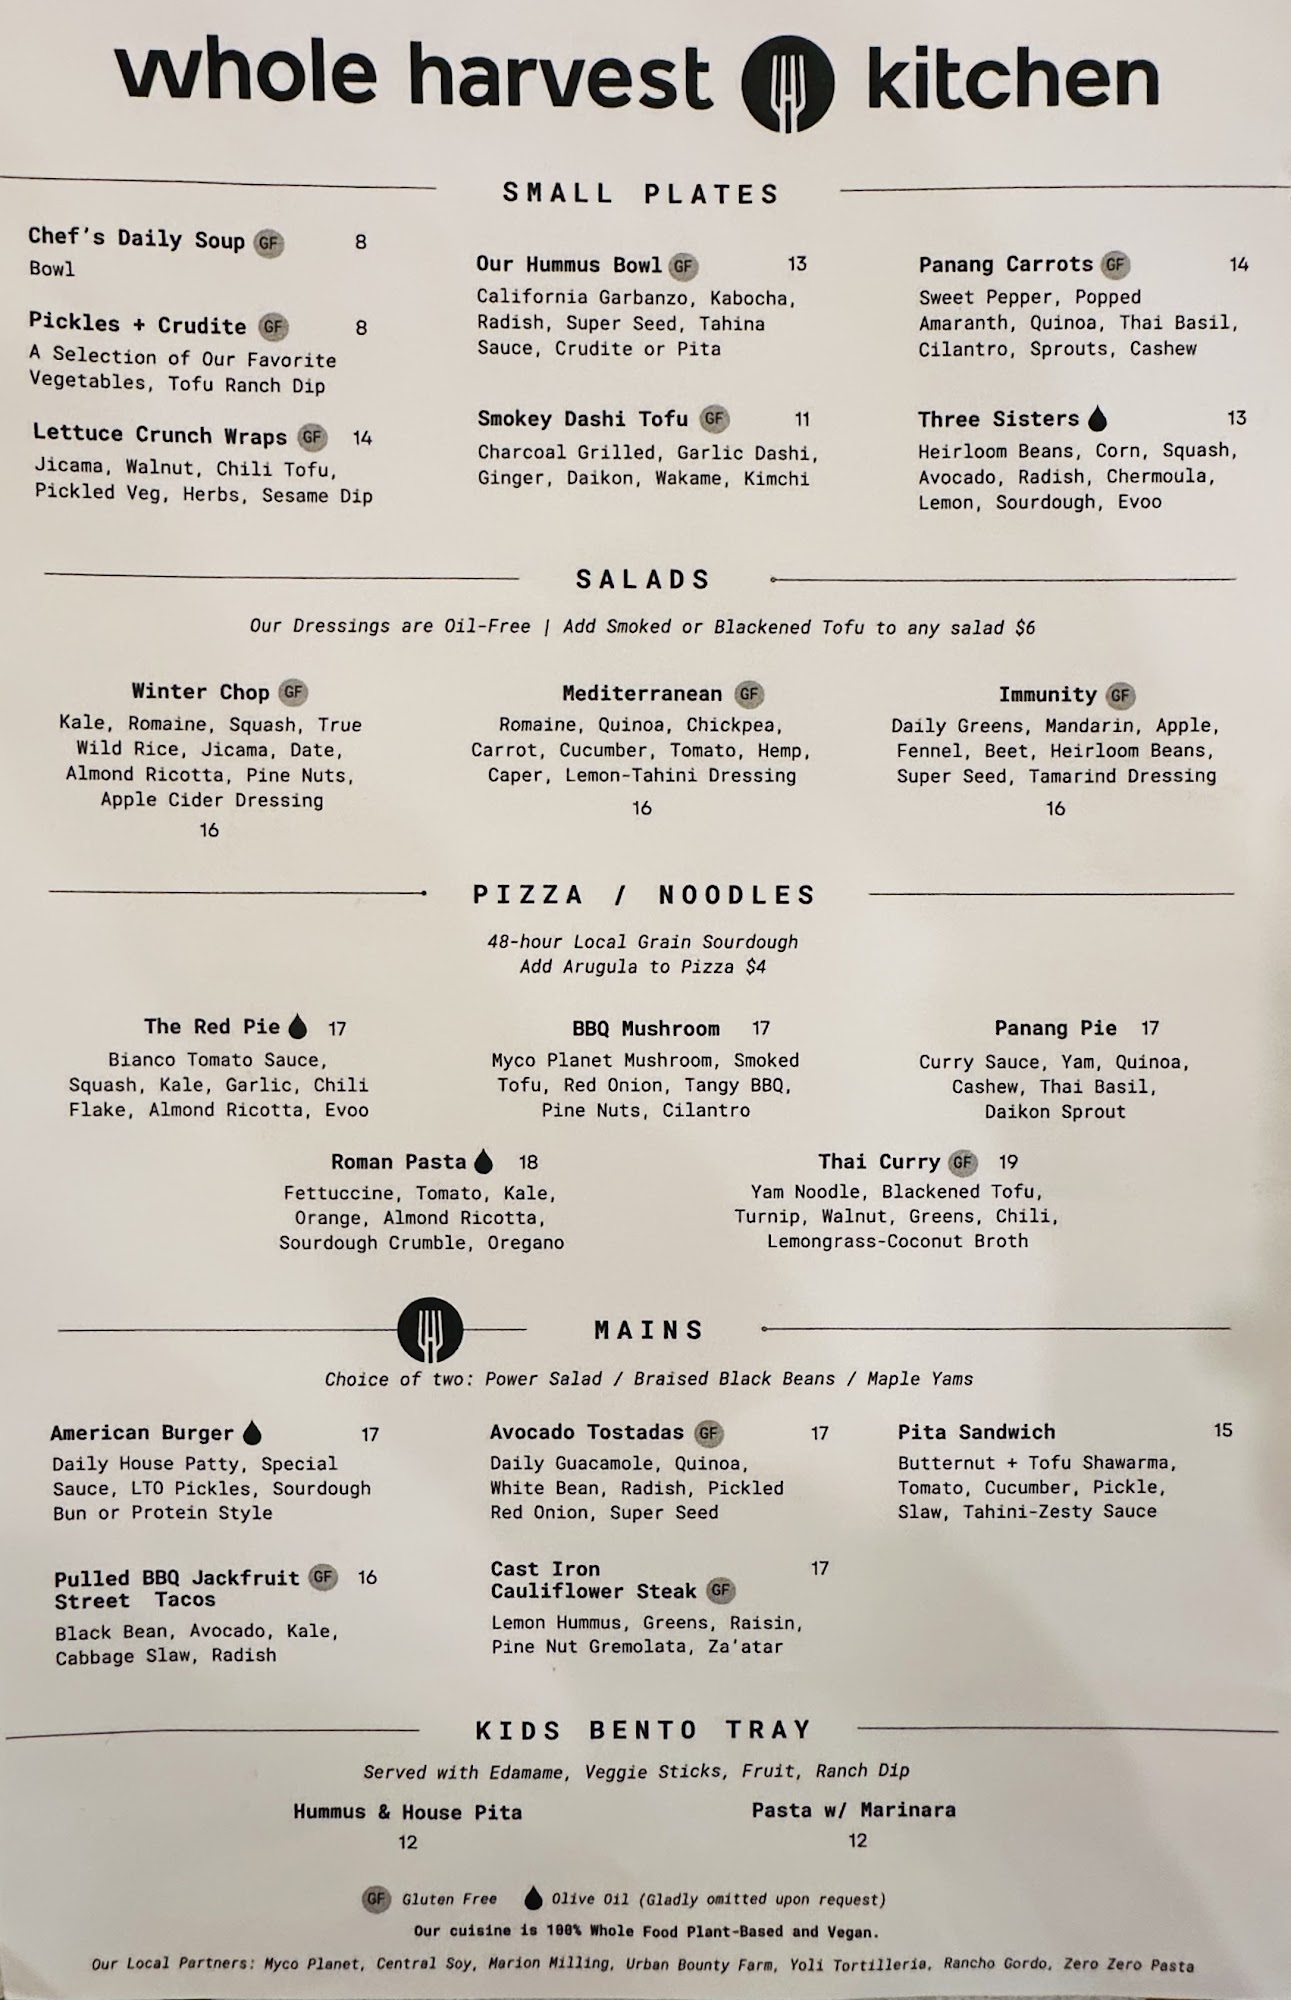 whole harvest kitchen
SMALL PLATES
Chef's Daily Soup GF 8
Bowl
Pickles + Crudite GF 8
A Selection of Our Favorite
Vegetables, Tofu Ranch Dip
Lettuce Crunch Wraps GF 14
Jicama, Walnut, Chili Tofu,
Pickled Veg, Herbs, Sesame Dip
Our Hummus Bowl GF 13
California Garbanzo, Kabocha,
Radish, Super Seed, Tahina
Sauce, Crudite or Pita
Smokey Dashi Tofu GF 11
Charcoal Grilled, Garlic Dashi,
Ginger, Daikon, Wakame, Kimchi
Panang Carrots GF 14
Sweet Pepper, Popped
Amaranth, Quinoa, Thai Basil,
Cilantro, Sprouts, Cashew
Three Sisters 13
Heirloom Beans, Corn, Squash,
Avocado, Radish, Chermoula,
Lemon, Sourdough, Evoo
SALADS
Our Dressings are Oil-Free | Add Smoked or Blackened Tofu to any salad $6
Winter Chop GF
Kale, Romaine, Squash, True
Wild Rice, Jicama, Date,
Almond Ricotta, Pine Nuts,
Apple Cider Dressing
16
Mediterranean GF
Romaine, Quinoa, Chickpea,
Carrot, Cucumber, Tomato, Hemp,
Caper, Lemon-Tahini Dressing
16
Immunity GF
Daily Greens, Mandarin, Apple,
Fennel, Beet, Heirloom Beans,
Super Seed, Tamarind Dressing
16
PIZZA / NOODLES
48-hour Local Grain Sourdough
Add Arugula to Pizza $4
The Red Pie 17
Bianco Tomato Sauce,
Squash, Kale, Garlic, Chili
Flake, Almond Ricotta, Evoo
BBQ Mushroom 17
Myco Planet Mushroom, Smoked
Tofu, Red Onion, Tangy BBQ,
Pine Nuts, Cilantro
Panang Pie 17
Curry Sauce, Yam, Quinoa,
Cashew, Thai Basil,
Daikon Sprout
Roman Pasta 18
Fettuccine, Tomato, Kale,
Orange, Almond Ricotta,
Sourdough Crumble, Oregano
Thai Curry GF 19
Yam Noodle, Blackened Tofu,
Turnip, Walnut, Greens, Chili,
Lemongrass-Coconut Broth
MAINS
Choice of two: Power Salad / Braised Black Beans / Maple Yams
American Burger 17
Daily House Patty, Special
Sauce, LTO Pickles, Sourdough
Bun or Protein Style
Avocado Tostadas GF 17
Daily Guacamole, Quinoa,
White Bean, Radish, Pickled
Red Onion, Super Seed
Pita Sandwich 15
Butternut + Tofu Shawarma,
Tomato, Cucumber, Pickle,
Slaw, Tahini-Zesty Sauce
Pulled BBQ Jackfruit GF 16
Street Tacos
Black Bean, Avocado, Kale,
Cabbage Slaw, Radish
Cast Iron 17
Cauliflower Steak GF
Lemon Hummus, Greens, Raisin,
Pine Nut Gremolata, Za'atar
KIDS BENTO TRAY
Served with Edamame, Veggie Sticks, Fruit, Ranch Dip
Hummus & House Pita
12
Pasta w/ Marinara
12
GF Gluten Free Olive Oil (Gladly omitted upon request)
Our cuisine is 100% Whole Food Plant-Based and Vegan.
Our Local Partners: Myco Planet, Central Soy, Marion Milling, Urban Bounty Farm, Yoli Tortilleria, Rancho Gordo, Zero Zero Pasta